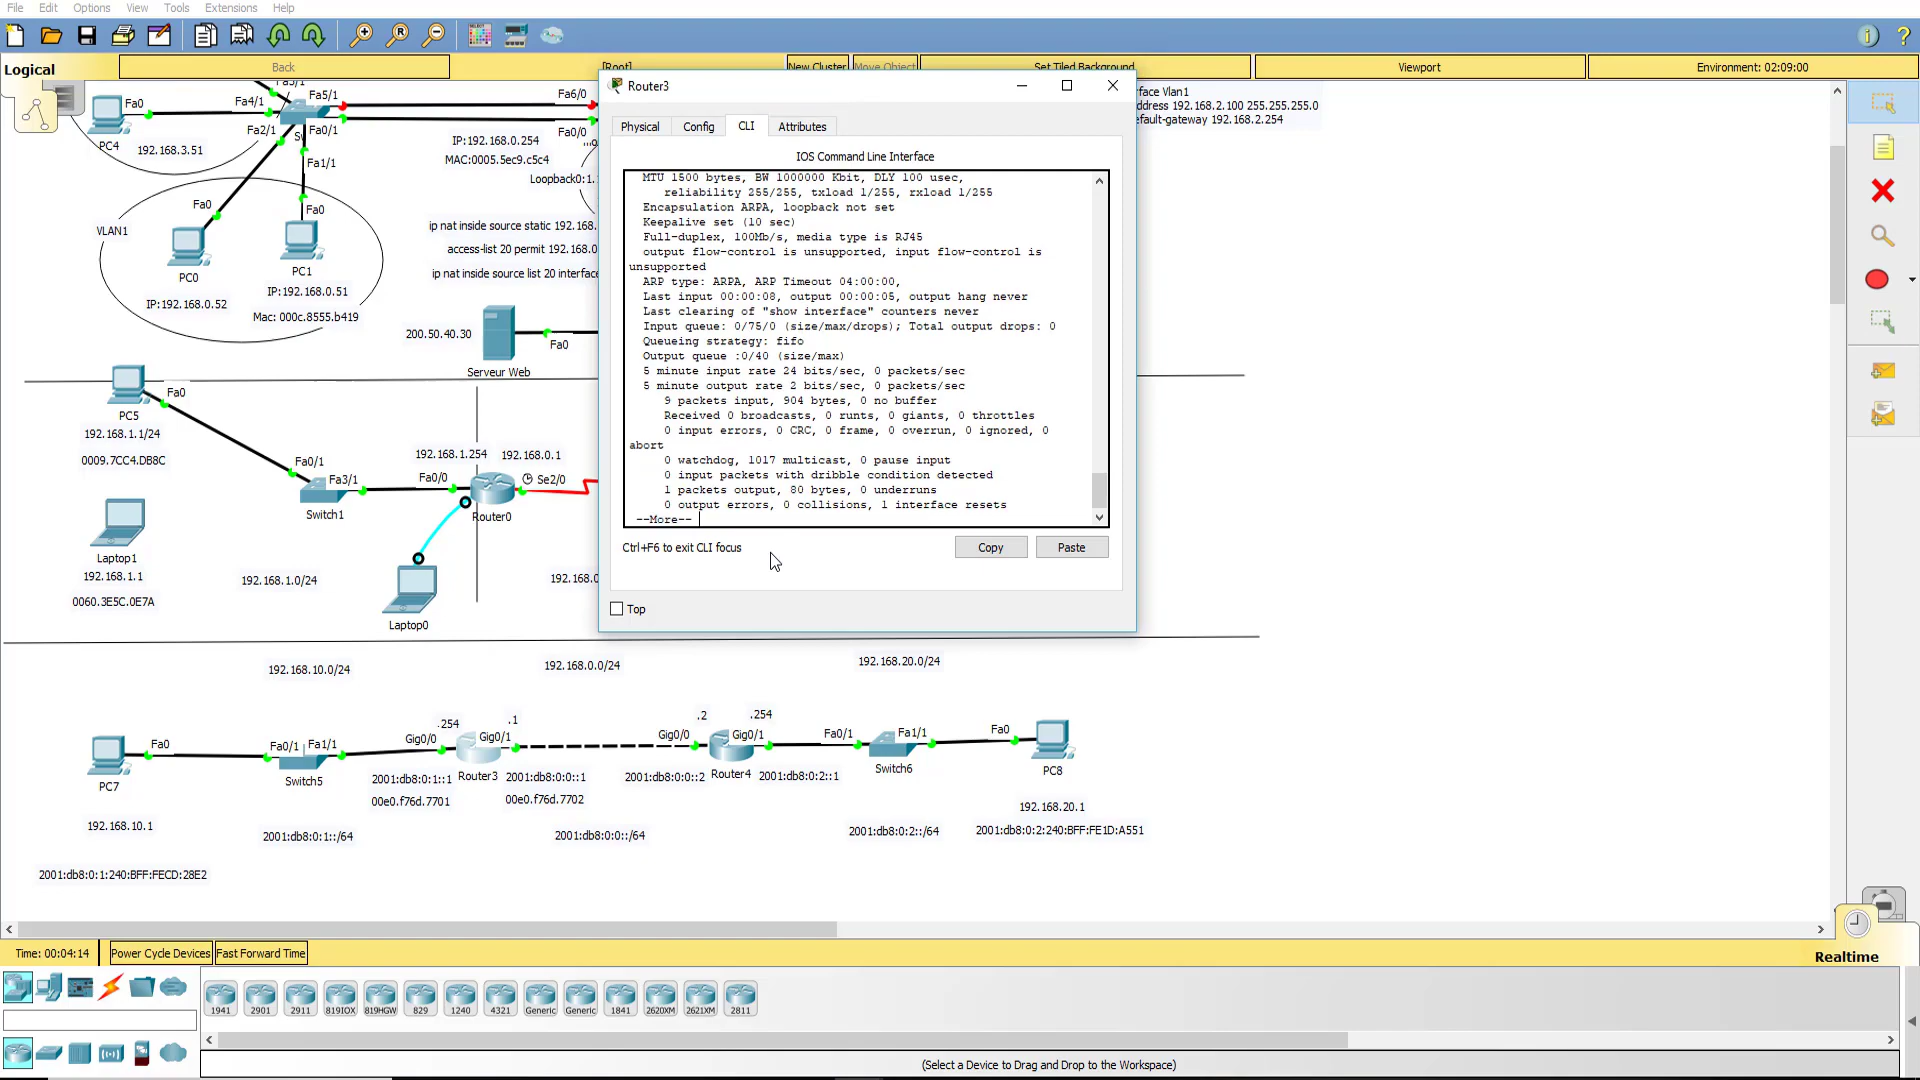 File Edit Options View Tools Extensions Help
Logical
Back
[Root]
New Cluster
Move Object
Set Tiled Background
Viewport
Environment: 02:09:00
Router3
Physical
Config
CLI
Attributes
IOS Command Line Interface
MTU 1500 bytes, BW 1000000 Kbit, DLY 100 usec,
reliability 255/255, txload 1/255, rxload 1/255
Encapsulation ARPA, loopback not set
Keepalive set (10 sec)
Full-duplex, 100Mb/s, media type is RJ45
output flow-control is unsupported, input flow-control is
unsupported
ARP type: ARPA, ARP Timeout 04:00:00,
Last input 00:00:08, output 00:00:05, output hang never
Last clearing of "show interface" counters never
Input queue: 0/75/0 (size/max/drops); Total output drops: 0
Queueing strategy: fifo
Output queue :0/40 (size/max)
5 minute input rate 24 bits/sec, 0 packets/sec
5 minute output rate 2 bits/sec, 0 packets/sec
9 packets input, 904 bytes, 0 no buffer
Received 0 broadcasts, 0 runts, 0 giants, 0 throttles
0 input errors, 0 CRC, 0 frame, 0 overrun, 0 ignored, 0
abort
0 watchdog, 1017 multicast, 0 pause input
0 input packets with dribble condition detected
1 packets output, 80 bytes, 0 underruns
0 output errors, 0 collisions, 1 interface resets
--More--
Ctrl+F6 to exit CLI focus
Copy
Paste
Top
rface Vlan1
ddress 192.168.2.100 255.255.255.0
efault-gateway 192.168.2.254
Fa5/1
Fa6/0
Fa0
Fa4/1
Fa2/1
Fa0/1
Fa0/0
PC4
192.168.3.51
Fa1/1
IP:192.168.0.254
MAC:0005.5ec9.c5c4
Loopback0:1.
Fa0
Fa0
VLAN1
PC0
PC1
IP:192.168.0.52
IP:192.168.0.51
Mac: 000c.8555.b419
ip nat inside source static 192.168.
access-list 20 permit 192.168.0
ip nat inside source list 20 interface
200.50.40.30
Fa0
Serveur Web
Fa0
PC5
192.168.1.1/24
0009.7CC4.DB8C
Fa0/1
Fa3/1
Switch1
192.168.1.254
192.168.0.1
Fa0/0
Se2/0
Router0
Laptop1
192.168.1.1
0060.3E5C.0E7A
192.168.1.0/24
192.168.0
Laptop0
192.168.10.0/24
192.168.0.0/24
192.168.20.0/24
.254
.1
.2
.254
Fa0
Fa0/1
Fa1/1
Gig0/0
Gig0/1
Gig0/0
Gig0/1
Fa0/1
Fa1/1
Fa0
PC7
Switch5
Router3
Router4
Switch6
PC8
2001:db8:0:1::1
2001:db8:0:0::1
2001:db8:0:0::2
2001:db8:0:2::1
00e0.f76d.7701
00e0.f76d.7702
192.168.10.1
192.168.20.1
2001:db8:0:1::/64
2001:db8:0:0::/64
2001:db8:0:2::/64
2001:db8:0:2:240:BFF:FE1D:A551
2001:db8:0:1:240:BFF:FECD:28E2
Time: 00:04:14
Power Cycle Devices
Fast Forward Time
Realtime
1941
2901
2911
819IOX
819HGW
829
1240
4321
Generic
Generic
1841
2620XM
2621XM
2811
(Select a Device to Drag and Drop to the Workspace)